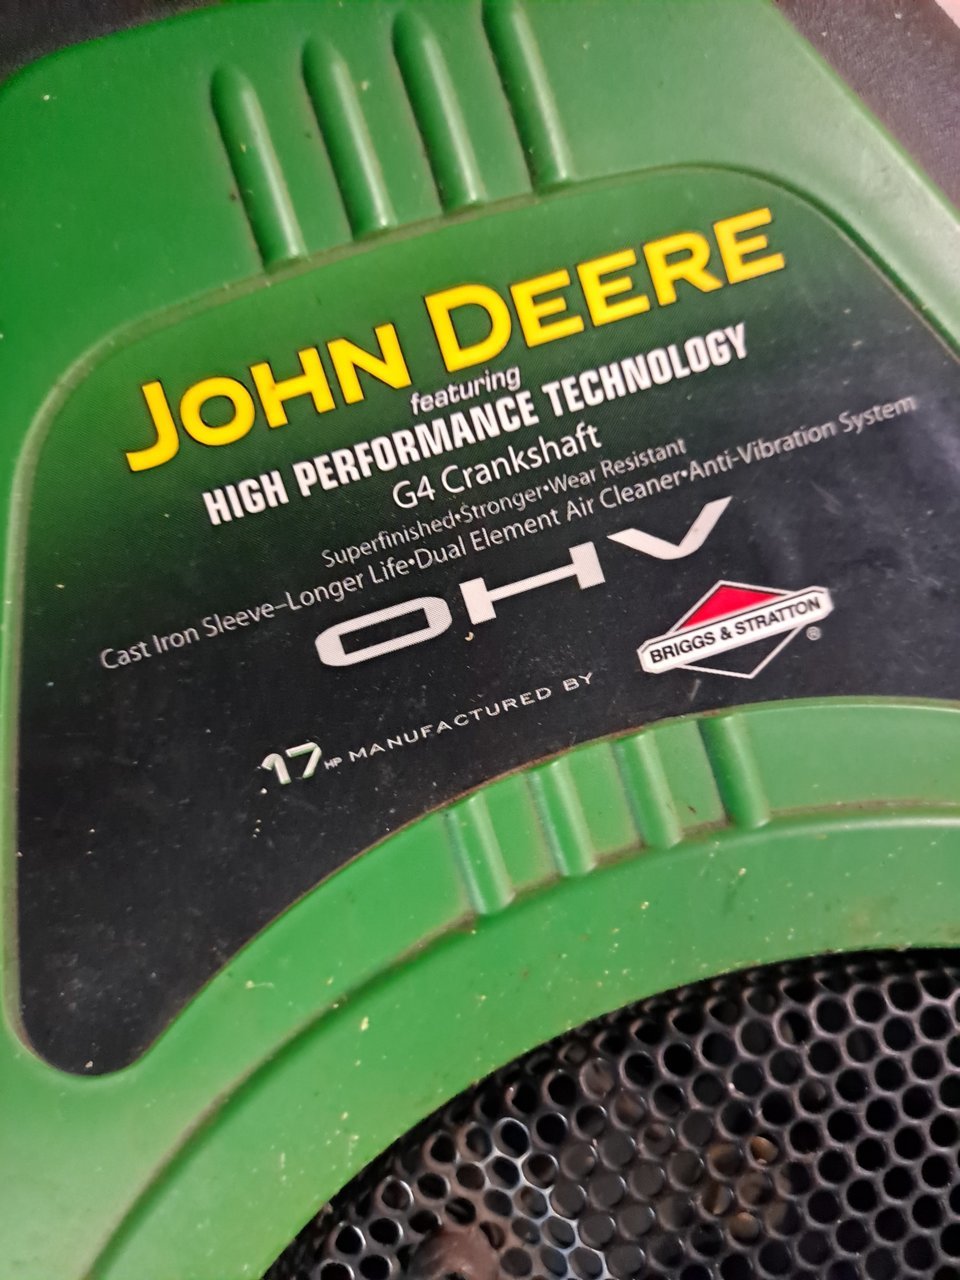 JOHN DEERE
featuring
HIGH PERFORMANCE TECHNOLOGY
G4 Crankshaft
Superfinished•Stronger•Wear Resistant
Cast Iron Sleeve–Longer Life•Dual Element Air Cleaner•Anti-Vibration System
OHV
17 HP MANUFACTURED BY
BRIGGS & STRATTON ®